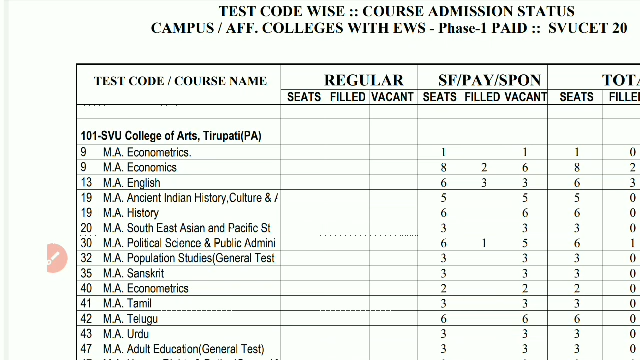 TEST CODE WISE :: COURSE ADMISSION STATUS
CAMPUS / AFF. COLLEGES WITH EWS - Phase-1 PAID :: SVUCET 20
TEST CODE / COURSE NAME REGULAR SF/PAY/SPON TOTA
SEATS FILLED VACANT SEATS FILLED VACANT SEATS FILLE
101-SVU College of Arts, Tirupati(PA)
9 M.A. Econometrics. 1 1 1 0
9 M.A. Economics 8 2 6 8 2
13 M.A. English 6 3 3 6 3
19 M.A. Ancient Indian History,Culture & A 5 5 5 0
19 M.A. History 6 6 6 0
20 M.A. South East Asian and Pacific St 3 3 3 0
30 M.A. Political Science & Public Admini 6 1 5 6 1
32 M.A. Population Studies(General Test 3 3 3 0
35 M.A. Sanskrit 3 3 3 0
40 M.A. Econometrics 2 2 2 0
41 M.A. Tamil 3 3 3 0
42 M.A. Telugu 6 6 6 0
43 M.A. Urdu 3 3 3 0
47 M.A. Adult Education(General Test) 3 3 3 0